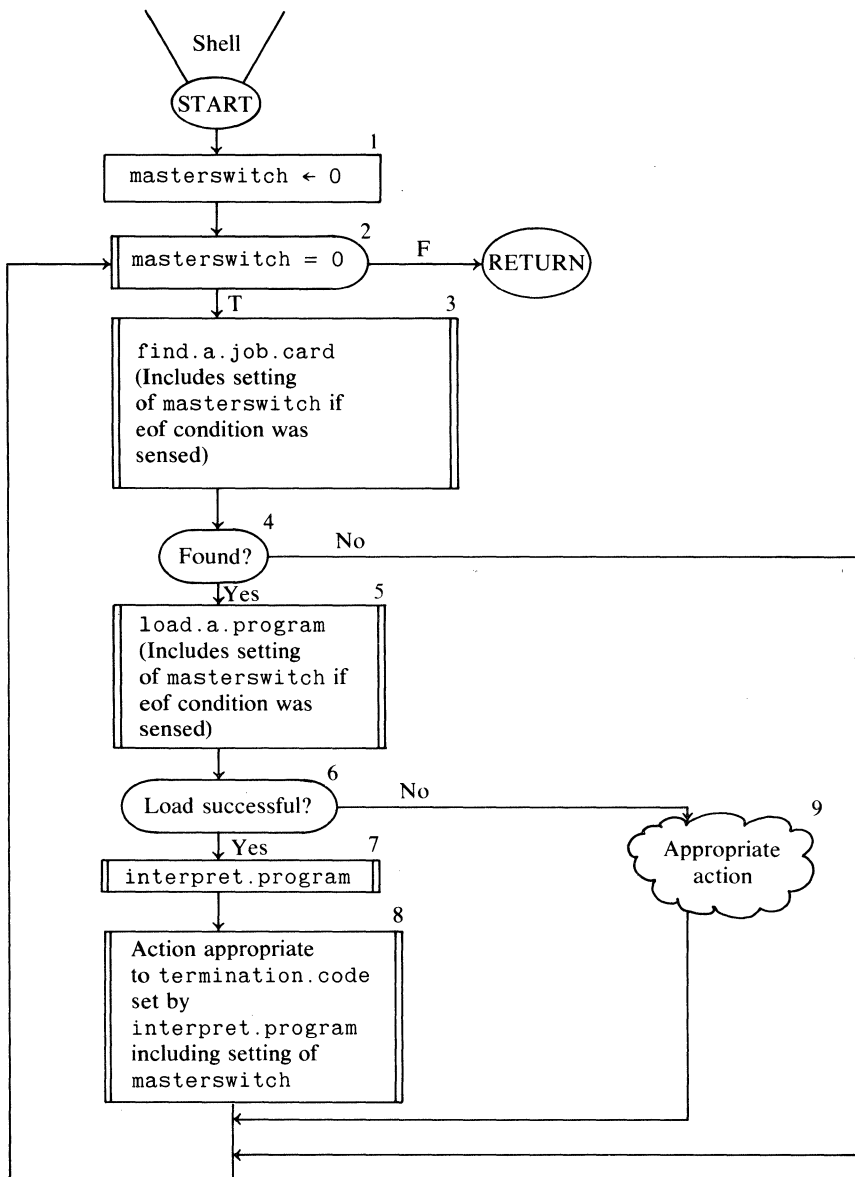 Shell
START
1
masterswitch ← 0
2
masterswitch = 0
F
RETURN
T
3
find.a.job.card
(Includes setting
of masterswitch if
eof condition was
sensed)
4
Found?
No
Yes
5
load.a.program
(Includes setting
of masterswitch if
eof condition was
sensed)
6
Load successful?
No
Yes
7
interpret.program
9
Appropriate
action
8
Action appropriate
to termination.code
set by
interpret.program
including setting of
masterswitch